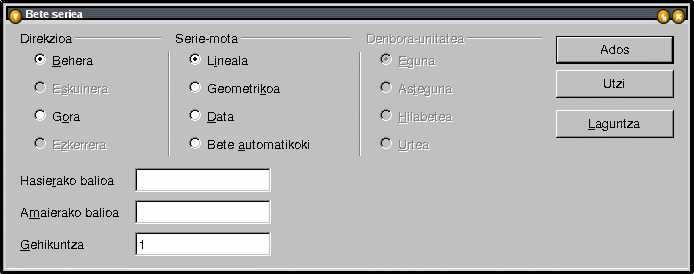 Bete seriea
Direkzioa
Behera
Eskuinera
Gora
Ezkerrera
Serie-mota
Lineala
Geometrikoa
Data
Bete automatikoki
Denbora-unitatea
Eguna
Asteguna
Hilabetea
Urtea
Ados
Utzi
Laguntza
Hasierako balioa
Amaierako balioa
Gehikuntza 1